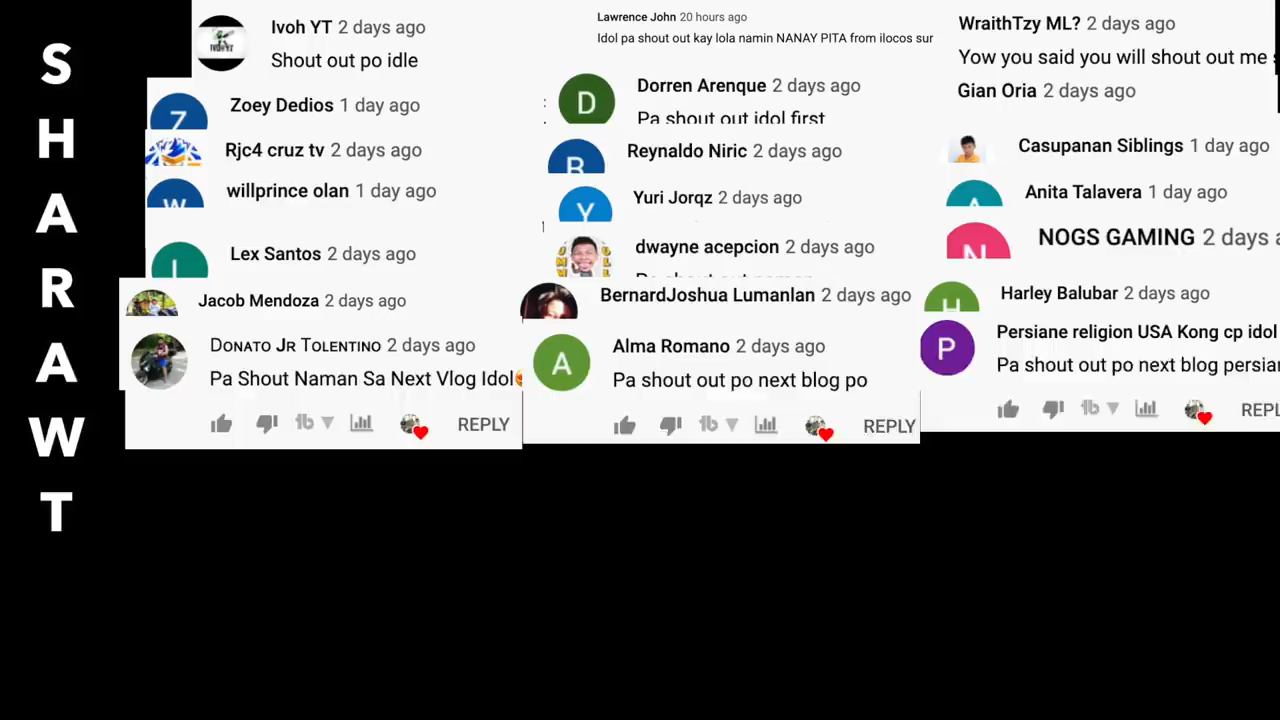 SHARAWT
Ivoh YT 2 days ago
Shout out po idle
Zoey Dedios 1 day ago
Rjc4 cruz tv 2 days ago
willprince olan 1 day ago
Lex Santos 2 days ago
Jacob Mendoza 2 days ago
Donato Jr Tolentino 2 days ago
Pa Shout Naman Sa Next Vlog Idol
REPLY
Lawrence John 20 hours ago
Idol pa shout out kay lola namin NANAY PITA from ilocos sur
D
Dorren Arenque 2 days ago
Pa shout out idol first
Reynaldo Niric 2 days ago
Y
Yuri Jorqz 2 days ago
dwayne acepcion 2 days ago
BernardJoshua Lumanlan 2 days ago
A
Alma Romano 2 days ago
Pa shout out po next blog po
REPLY
WraithTzy ML? 2 days ago
Yow you said you will shout out me
Gian Oria 2 days ago
Casupanan Siblings 1 day ago
Anita Talavera 1 day ago
NOGS GAMING 2 days
Harley Balubar 2 days ago
P
Persiane religion USA Kong cp idol
Pa shout out po next blog persian
REPL